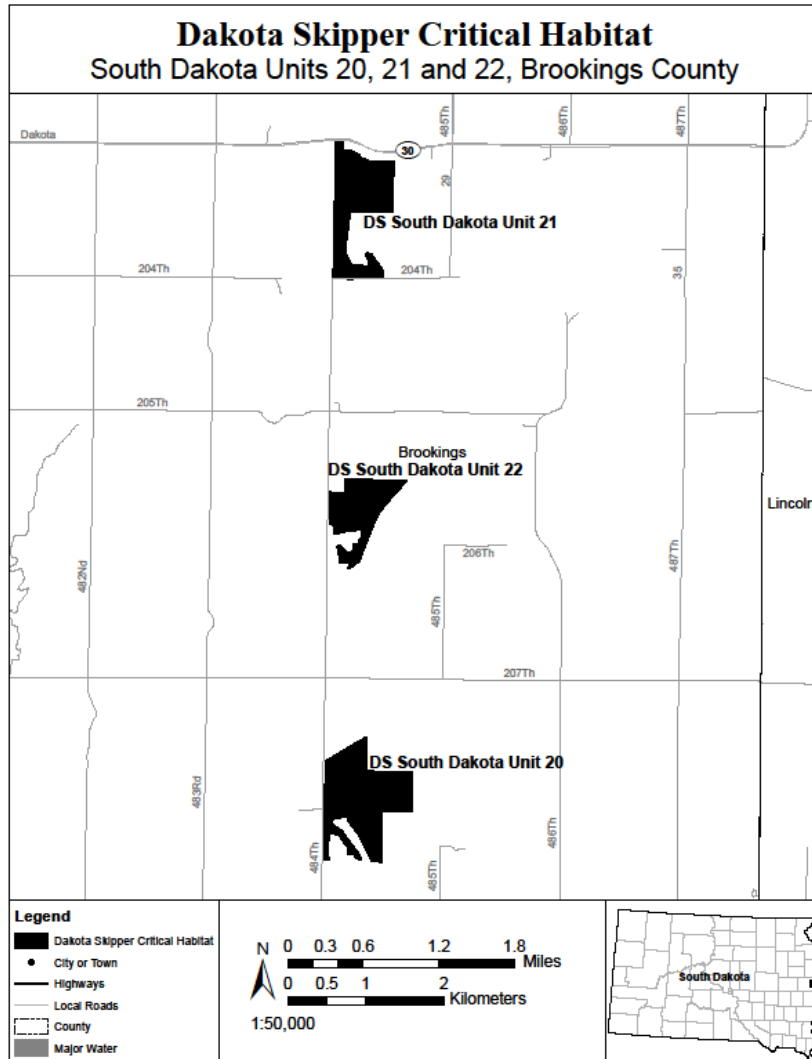 Dakota Skipper Critical Habitat
South Dakota Units 20, 21 and 22, Brookings County
Dakota
30
485Th
486Th
487Th
29
DS South Dakota Unit 21
204Th
204Th
35
205Th
Brookings
DS South Dakota Unit 22
Lincoln
482Nd
206Th
487Th
485Th
207Th
DS South Dakota Unit 20
483Rd
484Th
485Th
486Th
Legend
Dakota Skipper Critical Habitat
City or Town
Highways
Local Roads
County
Major Water
N
0 0.3 0.6 1.2 1.8
Miles
0 0.5 1 2
Kilometers
1:50,000
South Dakota